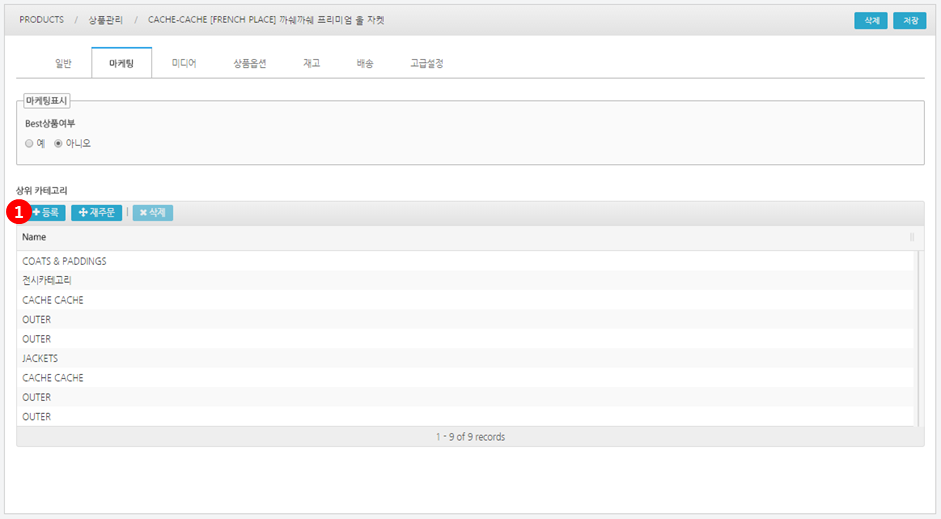 PRODUCTS / 상품관리 / CACHE-CACHE [FRENCH PLACE] 까쉐까쉐 프리미엄 울 자켓 삭제 저장
일반 마케팅 미디어 상품옵션 재고 배송 고급설정
마케팅표시
Best상품여부
예 아니오
상위 카테고리
1 등록 재주문 | 삭제
Name
COATS & PADDINGS
전시카테고리
CACHE CACHE
OUTER
OUTER
JACKETS
CACHE CACHE
OUTER
OUTER
1 - 9 of 9 records